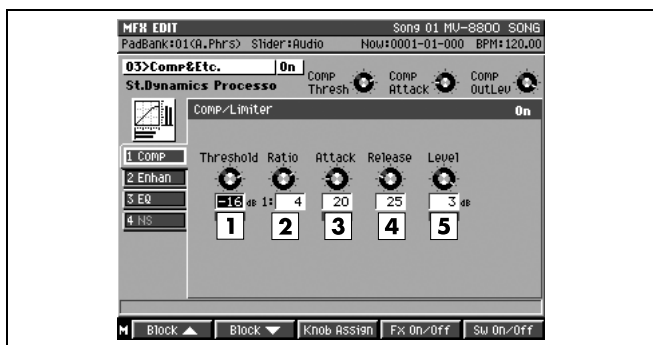 MFX EDIT Song 01 MV-8800 SONG
PadBank:01(A.Phrs) Slider:Audio Now:0001-01-000 BPM:120.00
03>Comp&Etc. On
St.Dynamics Processo
Comp Thresh
Comp Attack
Comp OutLev
Comp/Limiter On
1 Comp
2 Enhan
3 EQ
4 NS
Threshold Ratio Attack Release Level
-16 dB 1: 4 20 25 3 dB
1 2 3 4 5
M Block ▲ Block ▼ Knob Assign FX On/Off Sw On/Off